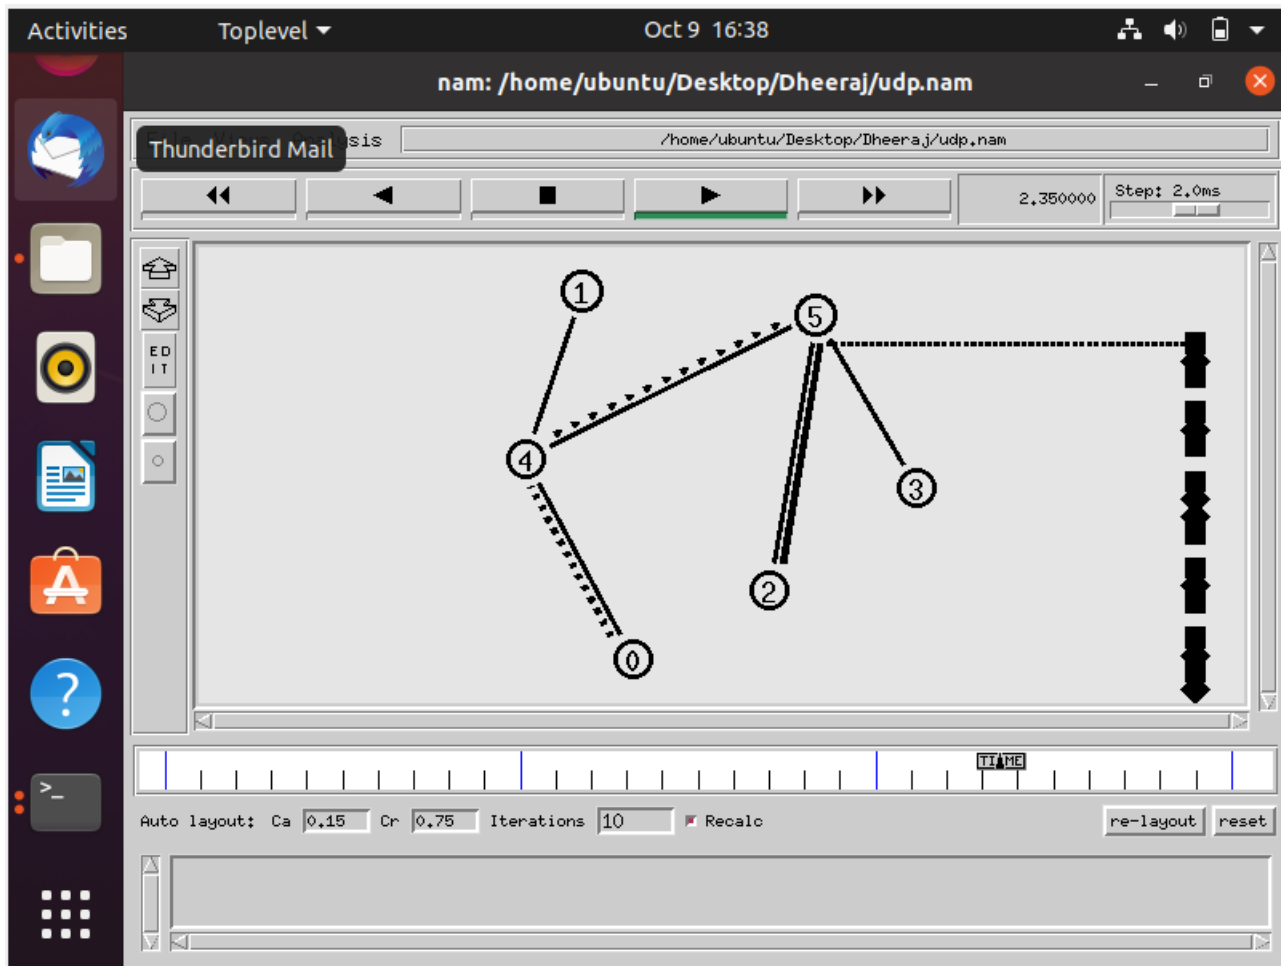 Activities Toplevel Oct 9 16:38
nam: /home/ubuntu/Desktop/Dheeraj/udp.nam
Thunderbird Mail
/home/ubuntu/Desktop/Dheeraj/udp.nam
2.350000 Step: 2.0ms
ED
IT
1
5
4
3
2
0
TIME
Auto layout: Ca 0.15 Cr 0.75 Iterations 10 Recalc re-layout reset